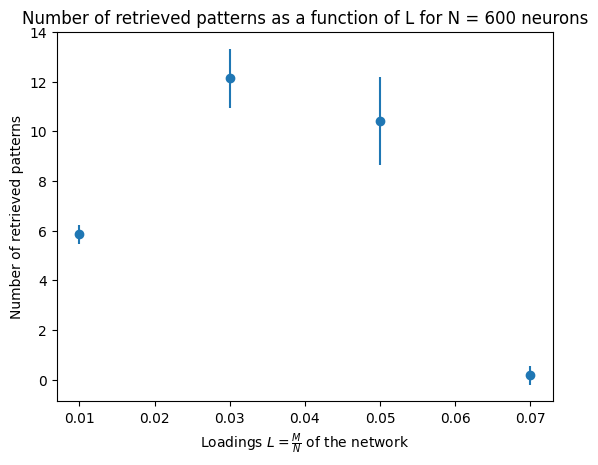 Number of retrieved patterns as a function of L for N = 600 neurons
14
12
10
8
6
4
2
0
Number of retrieved patterns
0.01 0.02 0.03 0.04 0.05 0.06 0.07
Loadings $L = \frac{M}{N}$ of the network